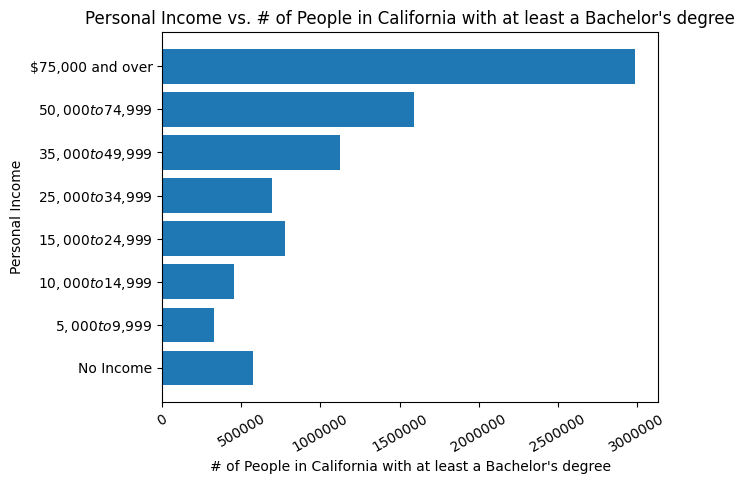 Personal Income vs. # of People in California with at least a Bachelor's degree
$75,000 and over
50,000to74,999
35,000to49,999
25,000to34,999
15,000to24,999
10,000to14,999
5,000to9,999
No Income
Personal Income
0
500000
1000000
1500000
2000000
2500000
3000000
# of People in California with at least a Bachelor's degree